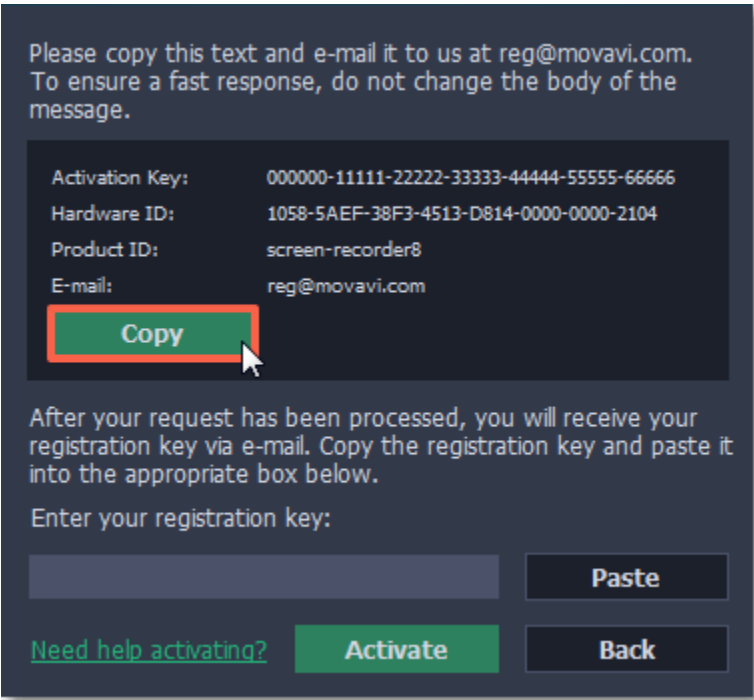 Please copy this text and e-mail it to us at reg@movavi.com.
To ensure a fast response, do not change the body of the
message.
Activation Key: 000000-11111-22222-33333-44444-55555-66666
Hardware ID: 1058-5AEF-38F3-4513-D814-0000-0000-2104
Product ID: screen-recorder8
E-mail: reg@movavi.com
Copy
After your request has been processed, you will receive your
registration key via e-mail. Copy the registration key and paste it
into the appropriate box below.
Enter your registration key:
Paste
Need help activating? Activate Back